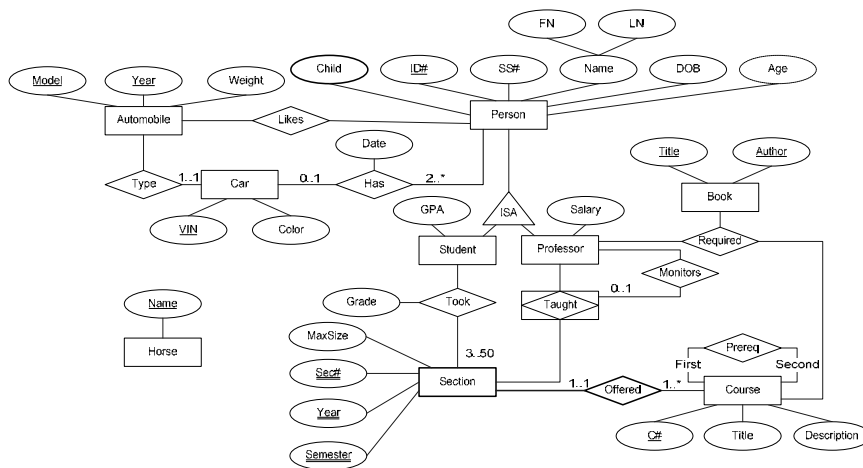 FN
LN
Child
ID#
SS#
Name
DOB
Age
Model
Year
Weight
Automobile
Likes
Person
Date
Title
Author
Type
1..1
Car
0..1
Has
2..*
Book
GPA
ISA
Salary
VIN
Color
Student
Professor
Required
Monitors
Name
Grade
Took
Taught
0..1
Horse
MaxSize
Prereq
3..50
First
Second
Sec#
Section
1..1
Offered
1..*
Course
Year
Semester
C#
Title
Description